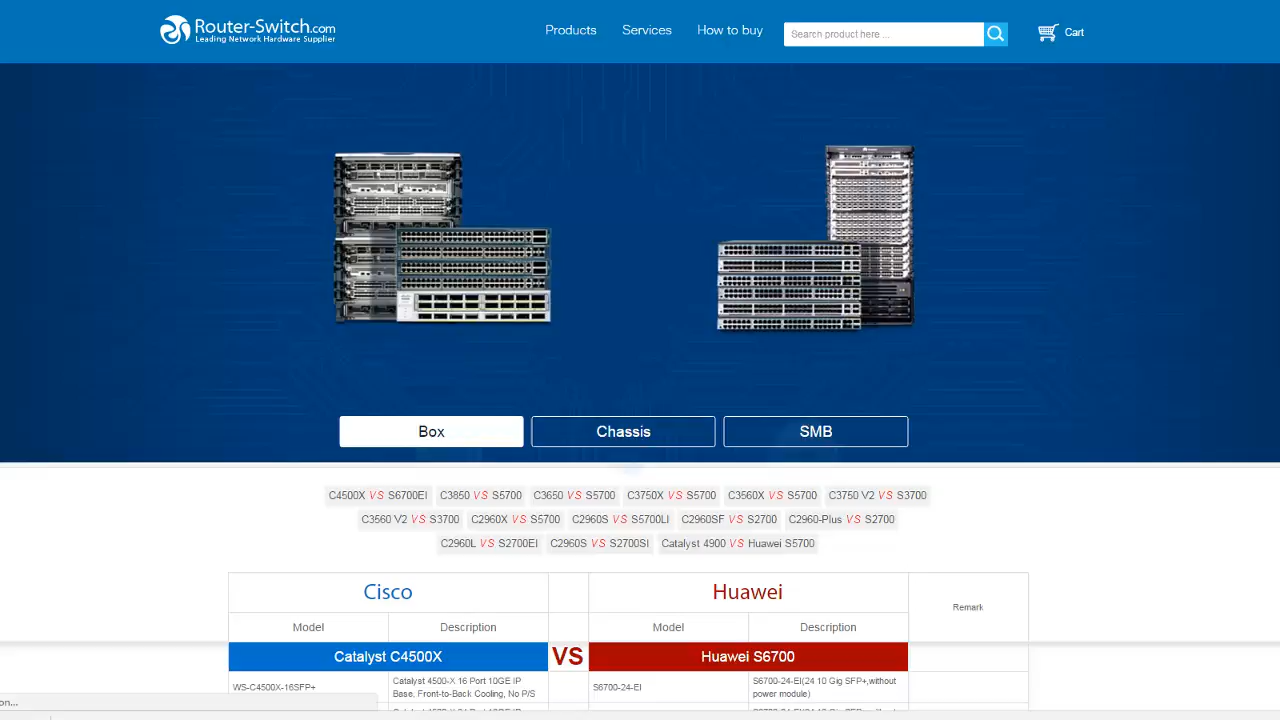 Router-Switch.com
Leading Network Hardware Supplier
Products Services How to buy Search product here ... Cart
Box Chassis SMB
C4500X VS S6700EI C3850 VS S5700 C3650 VS S5700 C3750X VS S5700 C3560X VS S5700 C3750 V2 VS S3700
C3560 V2 VS S3700 C2960X VS S5700 C2960S VS S5700LI C2960SF VS S2700 C2960-Plus VS S2700
C2960L VS S2700EI C2960S VS S2700SI Catalyst 4900 VS Huawei S5700
Cisco Huawei Remark
Model Description Model Description
Catalyst C4500X VS Huawei S6700
WS-C4500X-16SFP+ Catalyst 4500-X 16 Port 10GE IP Base, Front-to-Back Cooling, No P/S S6700-24-EI S6700-24-EI(24 10 Gig SFP+,without power module)
on...